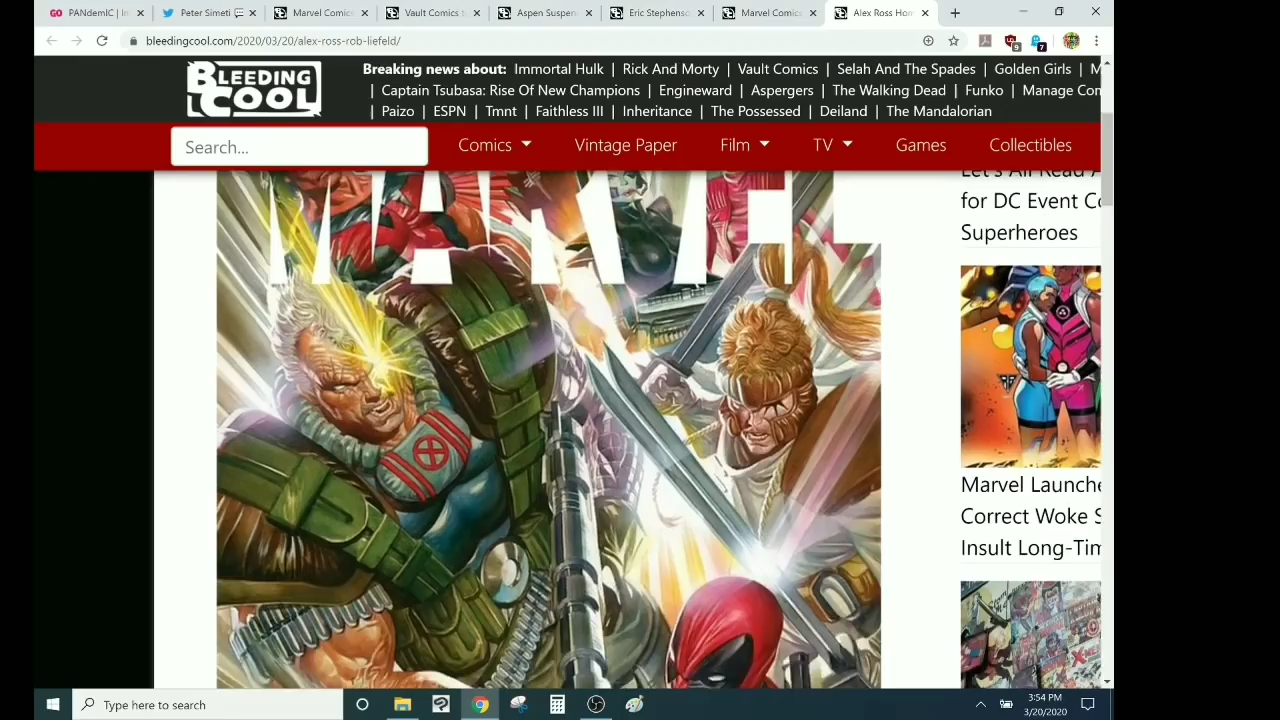 PANdemIC | In
Peter Simeti
Marvel Comics
Vault Comics t
Aspen Suspen
Eric Stephenso
Marvel Comics
Alex Ross Hom
bleedingcool.com/2020/03/20/alex-ross-rob-liefeld/
9
7
BLEEDING COOL
Breaking news about: Immortal Hulk | Rick And Morty | Vault Comics | Selah And The Spades | Golden Girls | M
| Captain Tsubasa: Rise Of New Champions | Engineward | Aspergers | The Walking Dead | Funko | Manage Con
| Paizo | ESPN | Tmnt | Faithless III | Inheritance | The Possessed | Deiland | The Mandalorian
Search...
Comics
Vintage Paper
Film
TV
Games
Collectibles
MARVEL
Let's All Read A
for DC Event Co
Superheroes
Marvel Launche
Correct Woke S
Insult Long-Tim
Type here to search
3:54 PM
3/20/2020